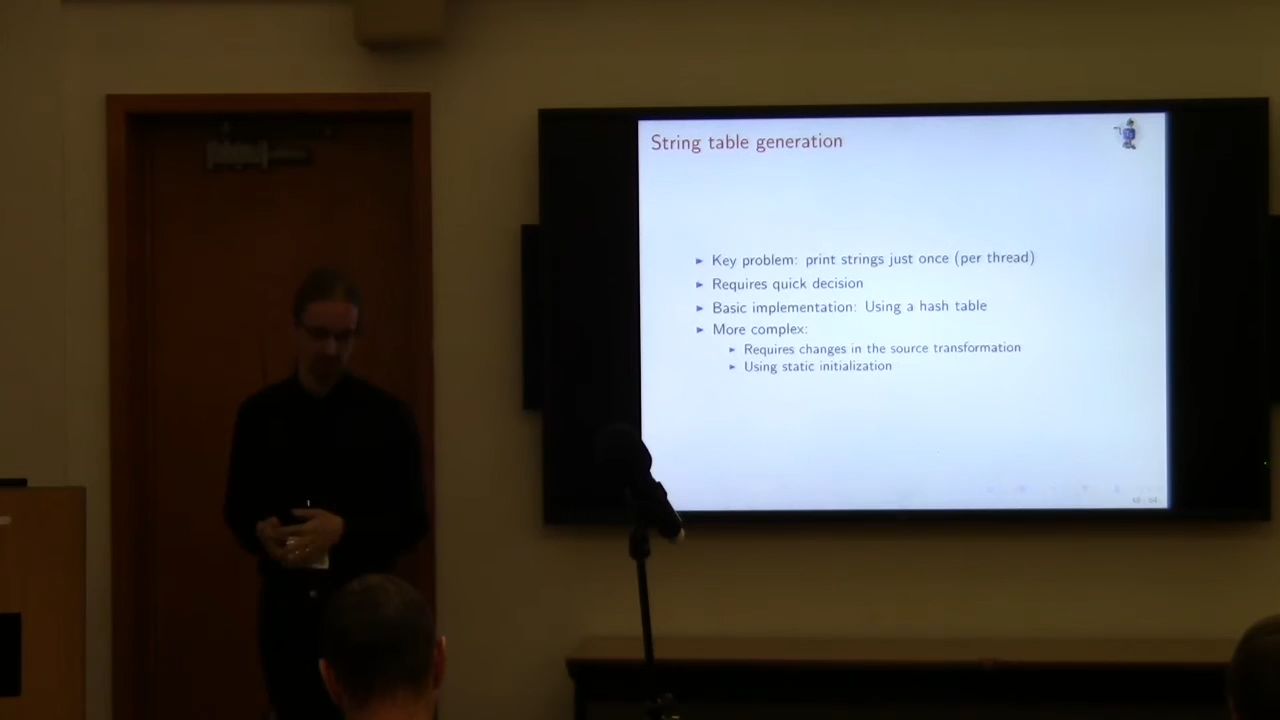 String table generation
► Key problem: print strings just once (per thread)
► Requires quick decision
► Basic implementation: Using a hash table
► More complex:
► Requires changes in the source transformation
► Using static initialization